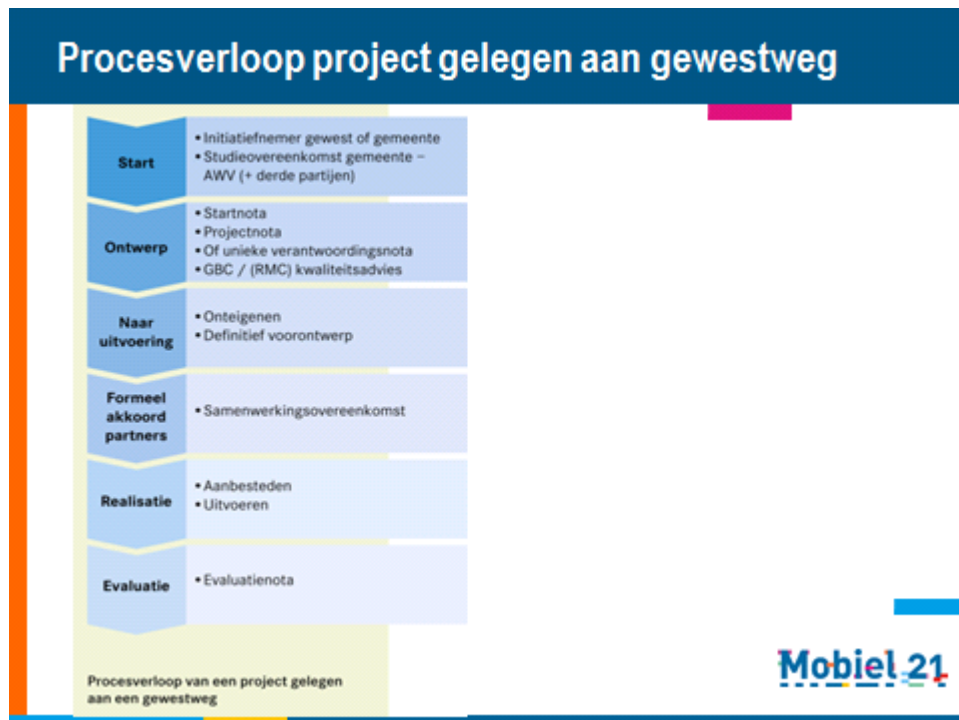 Procesverloop project gelegen aan gewestweg
Start
• Initiatiefnemer gewest of gemeente
• Studieovereenkomst gemeente –
AWV (+ derde partijen)
Ontwerp
• Startnota
• Projectnota
• Of unieke verantwoordingsnota
• GBC / (RMC) kwaliteitsadvies
Naar
uitvoering
• Onteigenen
• Definitief voorontwerp
Formeel
akkoord
partners
• Samenwerkingsovereenkomst
Realisatie
• Aanbesteden
• Uitvoeren
Evaluatie
• Evaluatienota
Procesverloop van een project gelegen
aan een gewestweg
Mobiel 21